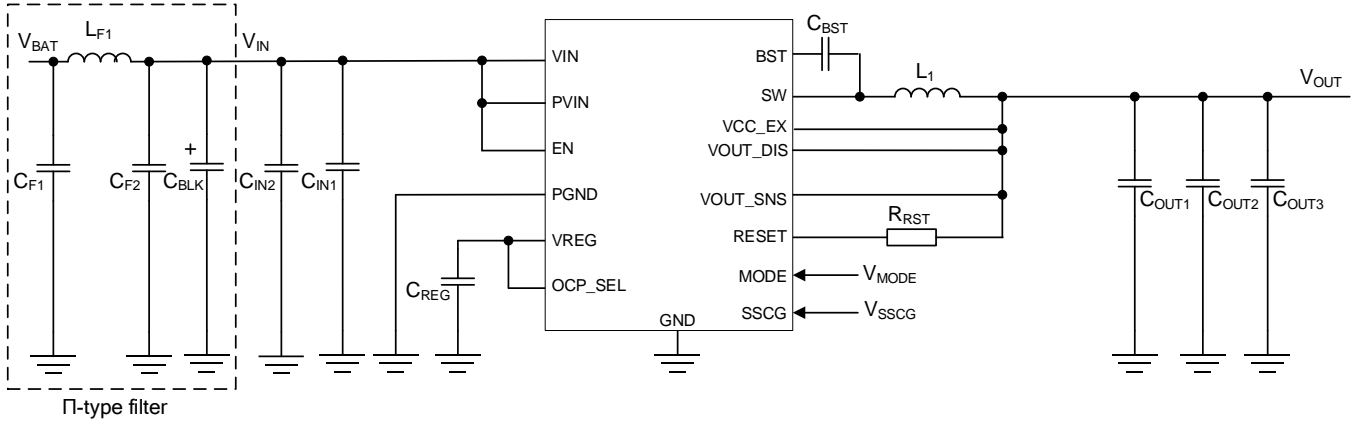 V_BAT
L_F1
V_IN
C_F1
C_F2
+
C_BLK
C_IN2
C_IN1
Π-type filter
VIN
PVIN
EN
PGND
VREG
OCP_SEL
C_REG
GND
BST
SW
VCC_EX
VOUT_DIS
VOUT_SNS
RESET
MODE
SSCG
C_BST
L_1
R_RST
V_MODE
V_SSCG
V_OUT
C_OUT1
C_OUT2
C_OUT3